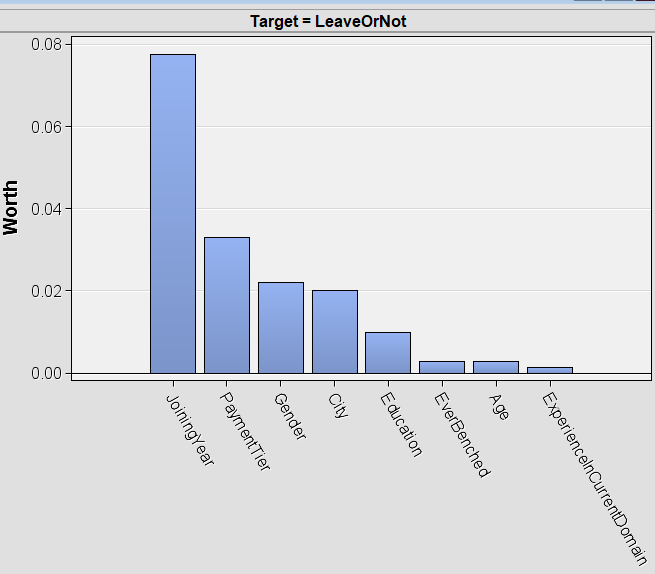 Target = LeaveOrNot
Worth
0.08
0.06
0.04
0.02
0.00
JoiningYear
PaymentTier
Gender
City
Education
EverBenched
Age
ExperienceInCurrentDomain